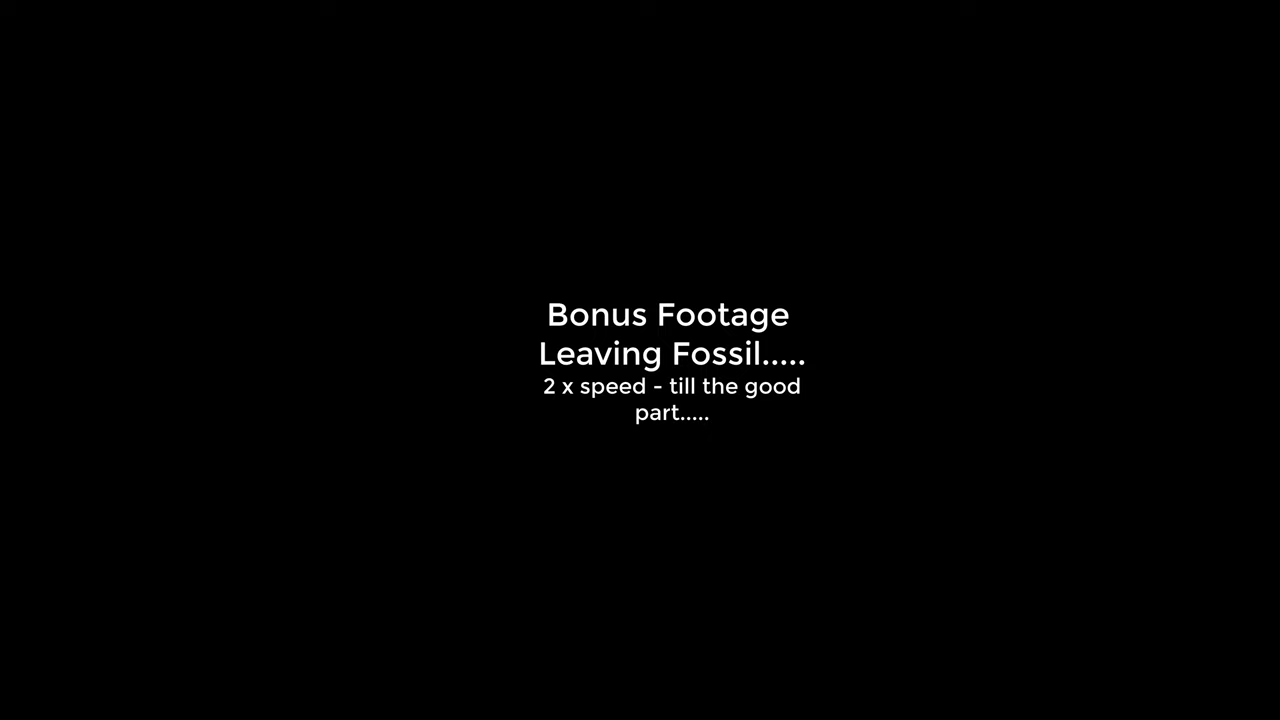 Bonus Footage
Leaving Fossil.....
2 x speed - till the good
part.....